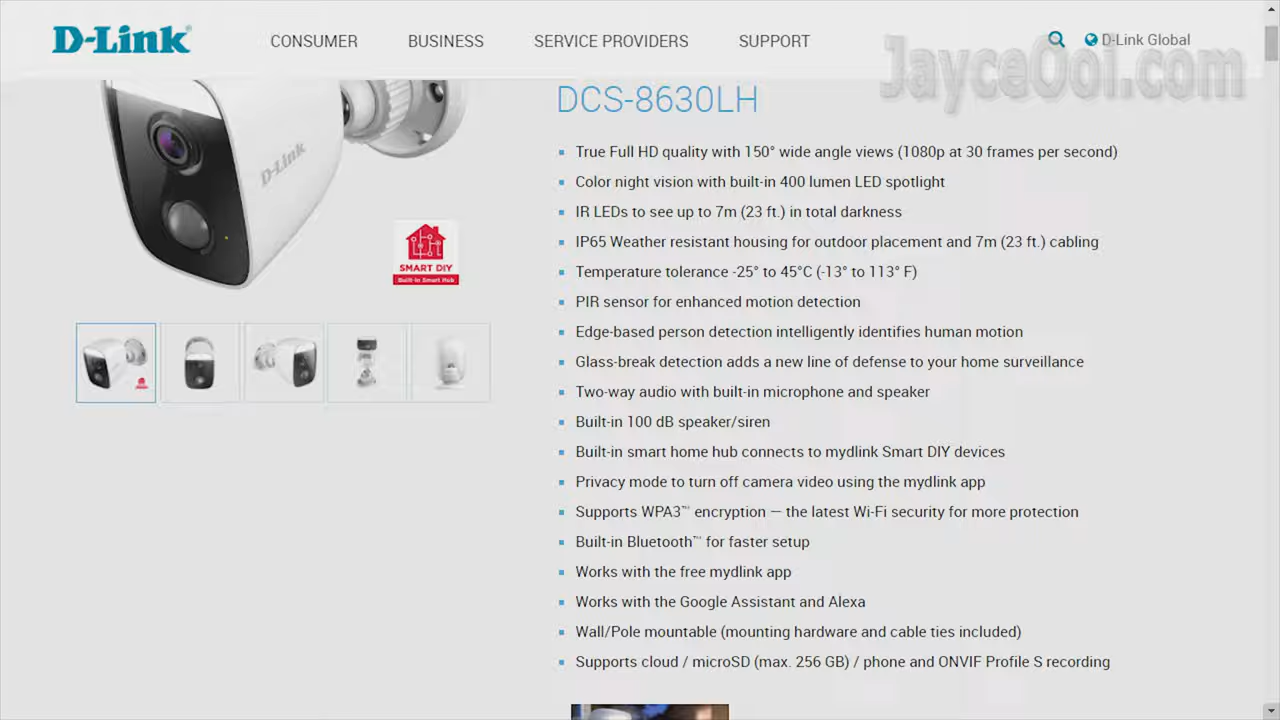 D-Link
CONSUMER
BUSINESS
SERVICE PROVIDERS
SUPPORT
D-Link Global
JayceOoi.com
DCS-8630LH
D-Link
SMART DIY
Built-in Smart Hub
True Full HD quality with 150° wide angle views (1080p at 30 frames per second)
Color night vision with built-in 400 lumen LED spotlight
IR LEDs to see up to 7m (23 ft.) in total darkness
IP65 Weather resistant housing for outdoor placement and 7m (23 ft.) cabling
Temperature tolerance -25° to 45°C (-13° to 113° F)
PIR sensor for enhanced motion detection
Edge-based person detection intelligently identifies human motion
Glass-break detection adds a new line of defense to your home surveillance
Two-way audio with built-in microphone and speaker
Built-in 100 dB speaker/siren
Built-in smart home hub connects to mydlink Smart DIY devices
Privacy mode to turn off camera video using the mydlink app
Supports WPA3™ encryption — the latest Wi-Fi security for more protection
Built-in Bluetooth™ for faster setup
Works with the free mydlink app
Works with the Google Assistant and Alexa
Wall/Pole mountable (mounting hardware and cable ties included)
Supports cloud / microSD (max. 256 GB) / phone and ONVIF Profile S recording